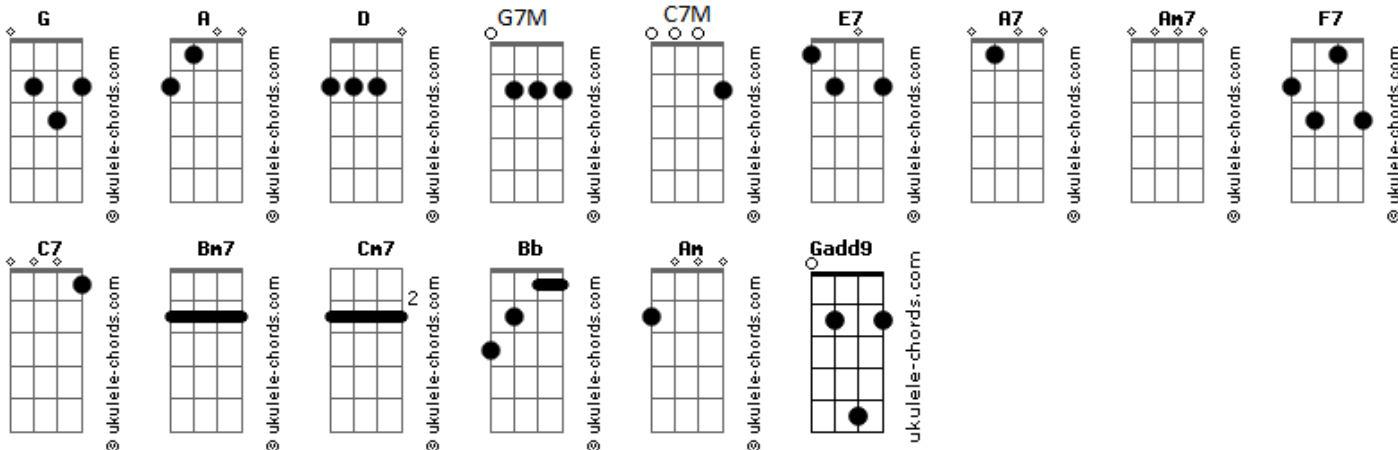 G A D G7M C7M E7 A7 Am7 F7
© ukulele-chords.com © ukulele-chords.com © ukulele-chords.com © ukulele-chords.com © ukulele-chords.com © ukulele-chords.com © ukulele-chords.com © ukulele-chords.com © ukulele-chords.com
C7 Bm7 Cm7 Bb Am Gadd9
2
© ukulele-chords.com © ukulele-chords.com © ukulele-chords.com © ukulele-chords.com © ukulele-chords.com ukulele-chords.com